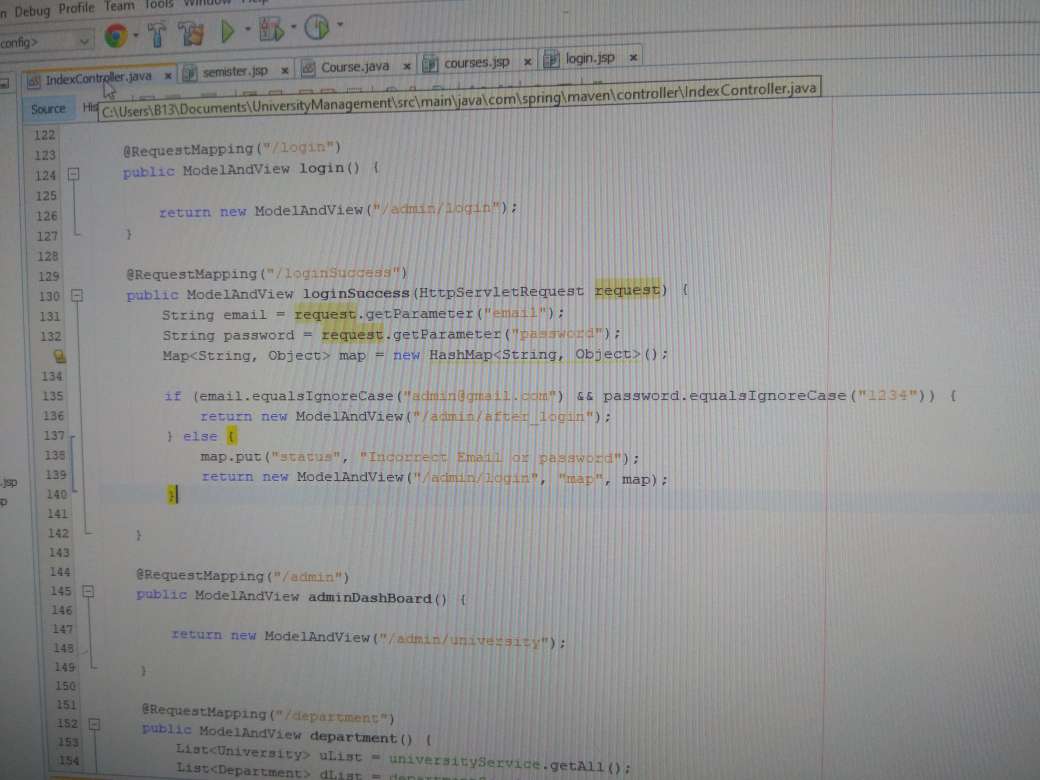 Debug Profile Team Tools Window Help
config>
IndexController.java semister.jsp Course.java courses.jsp login.jsp
Source His
C:\Users\B13\Documents\UniversityManagement\src\main\java\com\spring\maven\controller\IndexController.java
122
123 @RequestMapping("/login")
124 public ModelAndView login() {
125
126 return new ModelAndView("/admin/login");
127 }
128
129 @RequestMapping("/loginSuccess")
130 public ModelAndView loginSuccess(HttpServletRequest request) {
131 String email = request.getParameter("email");
132 String password = request.getParameter("password");
Map<String, Object> map = new HashMap<String, Object>();
134
135 if (email.equalsIgnoreCase("admin@gmail.com") && password.equalsIgnoreCase("1234")) {
136 return new ModelAndView("/admin/after_login");
137 } else {
138 map.put("status", "Incorrect Email or password");
139 return new ModelAndView("/admin/login", "map", map);
140 }
141
142 }
143
144 @RequestMapping("/admin")
145 public ModelAndView adminDashBoard() {
146
147 return new ModelAndView("/admin/university");
148
149 }
150
151 @RequestMapping("/department")
152 public ModelAndView department() {
153 List<University> uList = universityService.getAll();
154 List<Department> dList =
.jsp